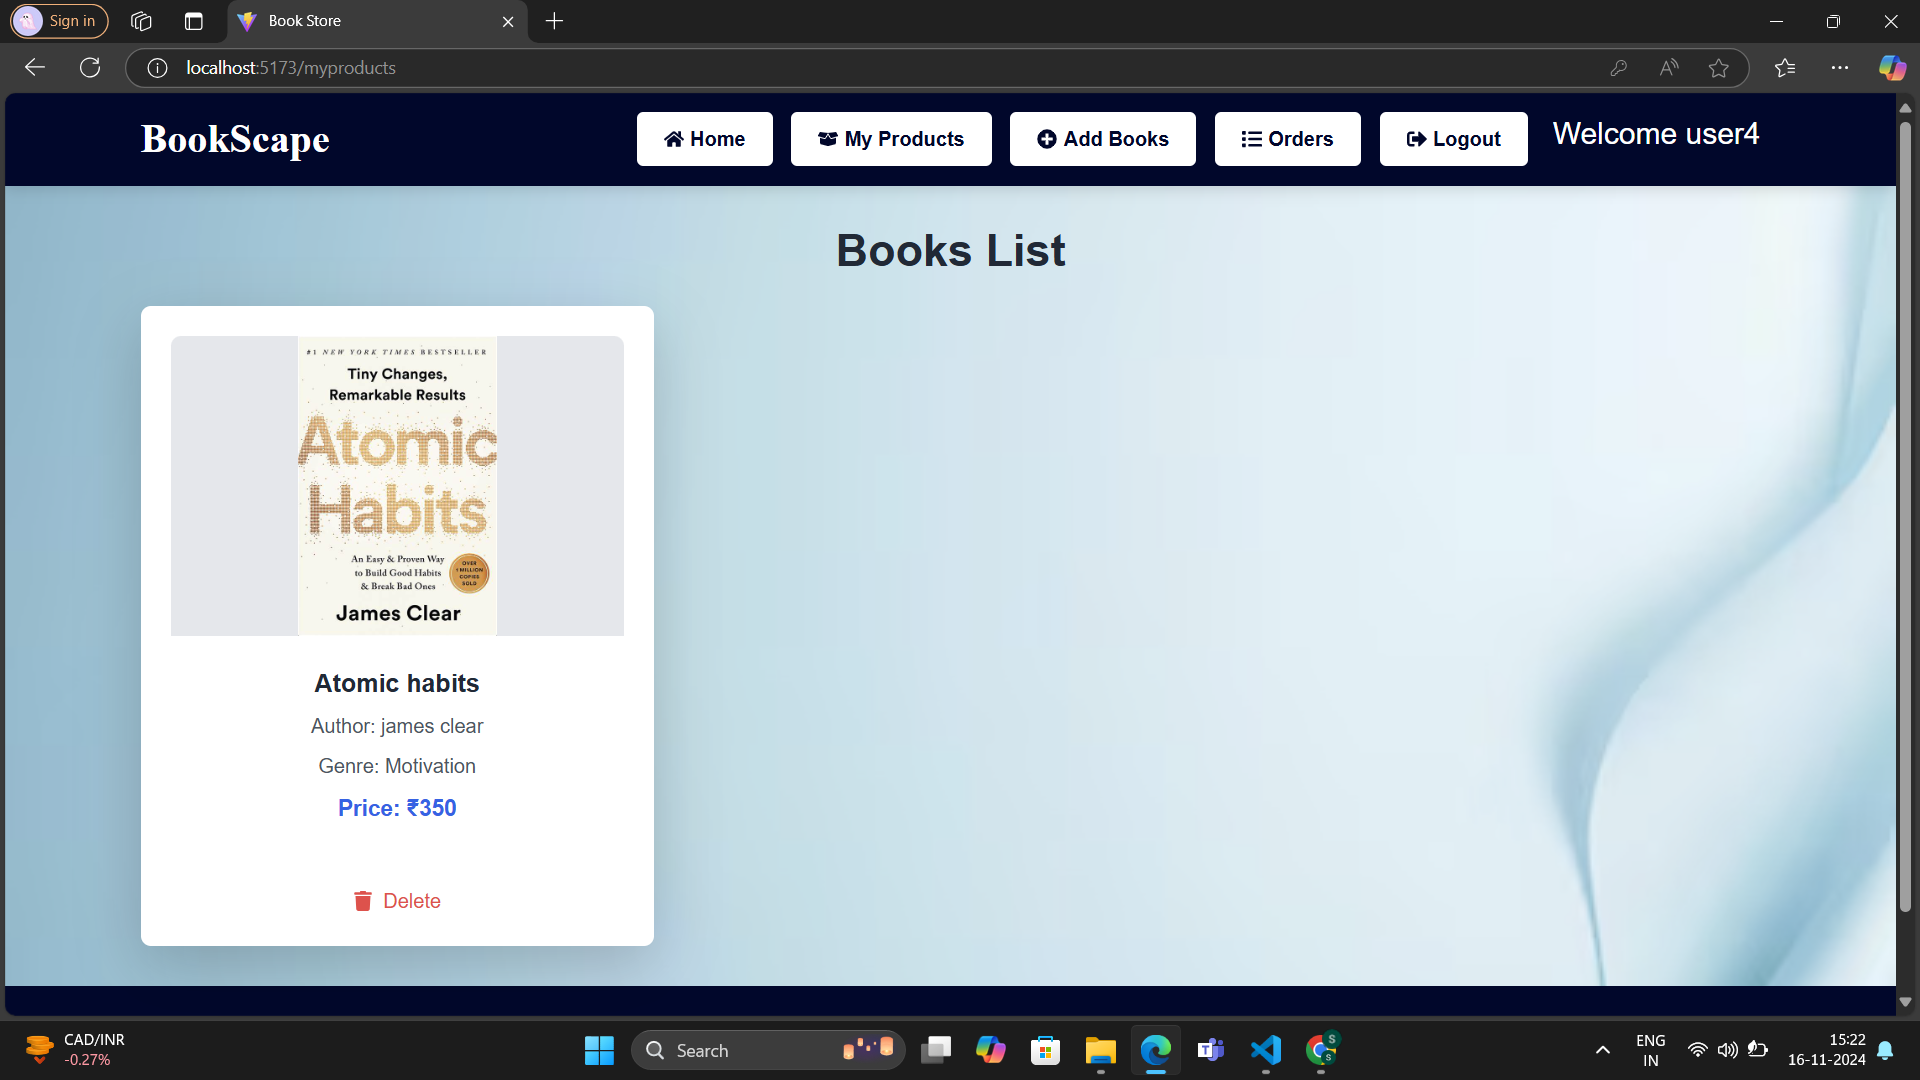 Sign in
Book Store
localhost:5173/myproducts
BookScape
Home
My Products
Add Books
Orders
Logout
Welcome user4
Books List
#1 NEW YORK TIMES BESTSELLER
Tiny Changes,
Remarkable Results
Atomic
Habits
An Easy & Proven Way
to Build Good Habits
& Break Bad Ones
OVER
1 MILLION
COPIES
SOLD
James Clear
Atomic habits
Author: james clear
Genre: Motivation
Price: ₹350
Delete
CAD/INR
-0.27%
Search
S
S
ENG
IN
15:22
16-11-2024